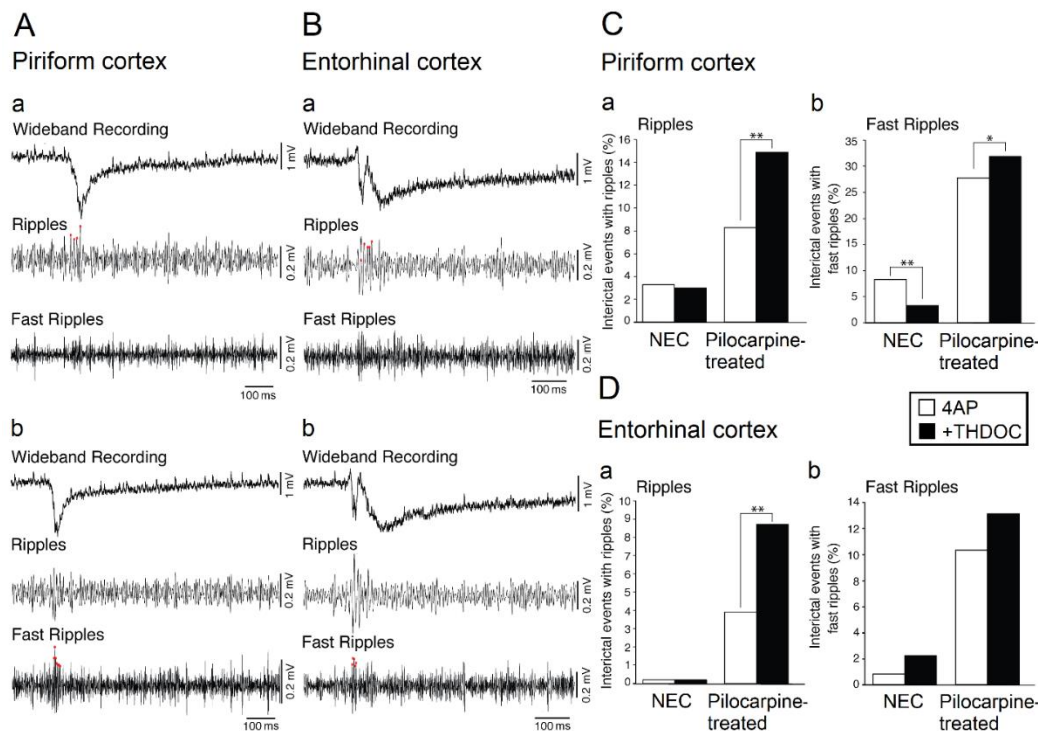 A
Piriform cortex
a
Wideband Recording
1 mV
Ripples
0.2 mV
Fast Ripples
0.2 mV
100 ms
b
Wideband Recording
1 mV
Ripples
0.2 mV
Fast Ripples
0.2 mV
100 ms
B
Entorhinal cortex
a
Wideband Recording
1 mV
Ripples
0.2 mV
Fast Ripples
0.2 mV
100 ms
b
Wideband Recording
1 mV
Ripples
0.2 mV
Fast Ripples
0.2 mV
100 ms
C
Piriform cortex
a
Ripples
Interictal events with ripples (%)
16
14
12
10
8
6
4
2
0
**
NEC
Pilocarpine-
treated
b
Fast Ripples
Interictal events with
fast ripples (%)
35
30
25
20
15
10
5
0
**
*
NEC
Pilocarpine-
treated
4AP
+THDOC
D
Entorhinal cortex
a
Ripples
Interictal events with ripples (%)
10
9
8
7
6
5
4
3
2
1
0
**
NEC
Pilocarpine-
treated
b
Fast Ripples
Interictal events with
fast ripples (%)
14
12
10
8
6
4
2
0
NEC
Pilocarpine-
treated